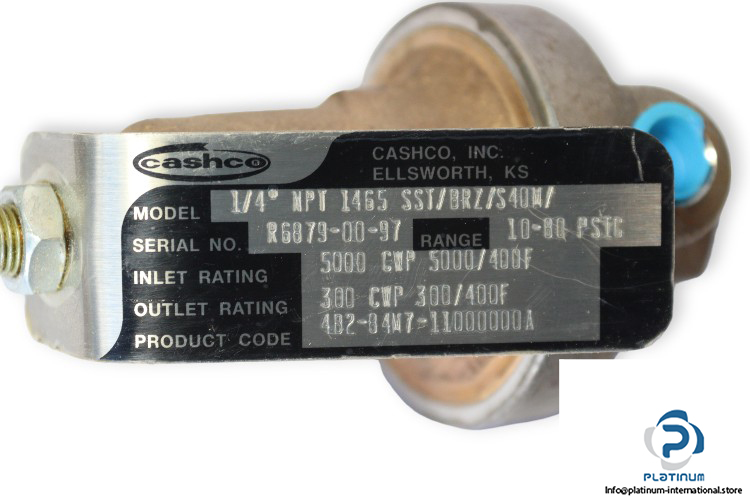 cashco
CASHCO, INC.
ELLSWORTH, KS
MODEL 1/4" NPT 1465 SST/BRZ/S40M/
SERIAL NO. R6879-00-97 RANGE 10-80 PSIG
INLET RATING 5000 CWP 5000/400F
OUTLET RATING 300 CWP 300/400F
PRODUCT CODE 4B2-84M7-11000000A
PLATINUM
Info@platinum-international.store